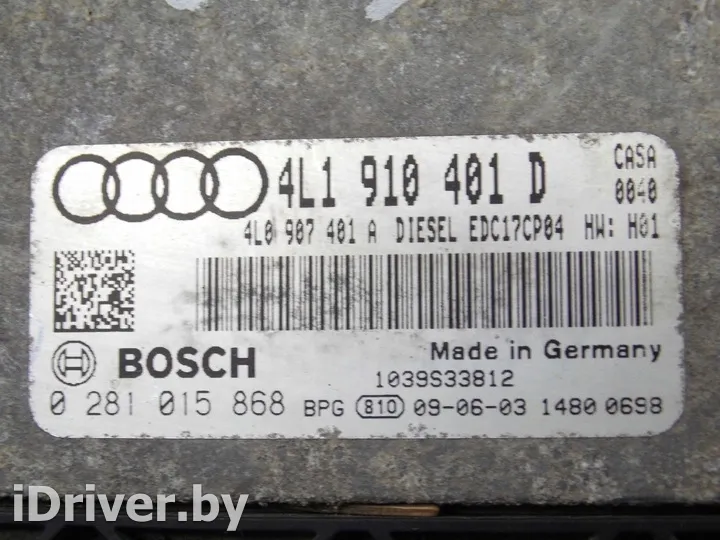 4L1 910 401 D CASA
0040
4L0 907 401 A DIESEL EDC17CP04 HW: H01
BOSCH Made in Germany
1039S33812
0 281 015 868 BPG 810 09-06-03 1480 0698
iDriver.by